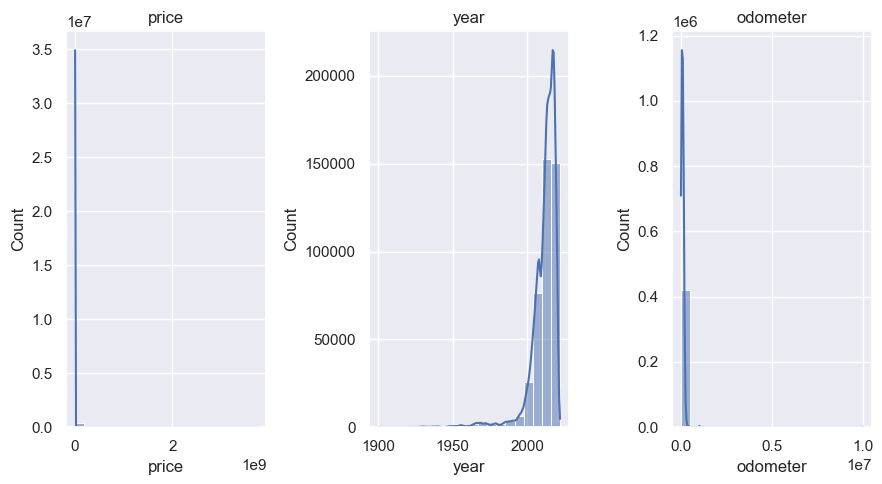 price
1e7
3.5
3.0
2.5
2.0
1.5
1.0
0.5
0.0
Count
0
2
1e9
price
year
200000
150000
100000
50000
0
Count
1900
1950
2000
year
odometer
1e6
1.2
1.0
0.8
0.6
0.4
0.2
0.0
Count
0.0
0.5
1.0
1e7
odometer